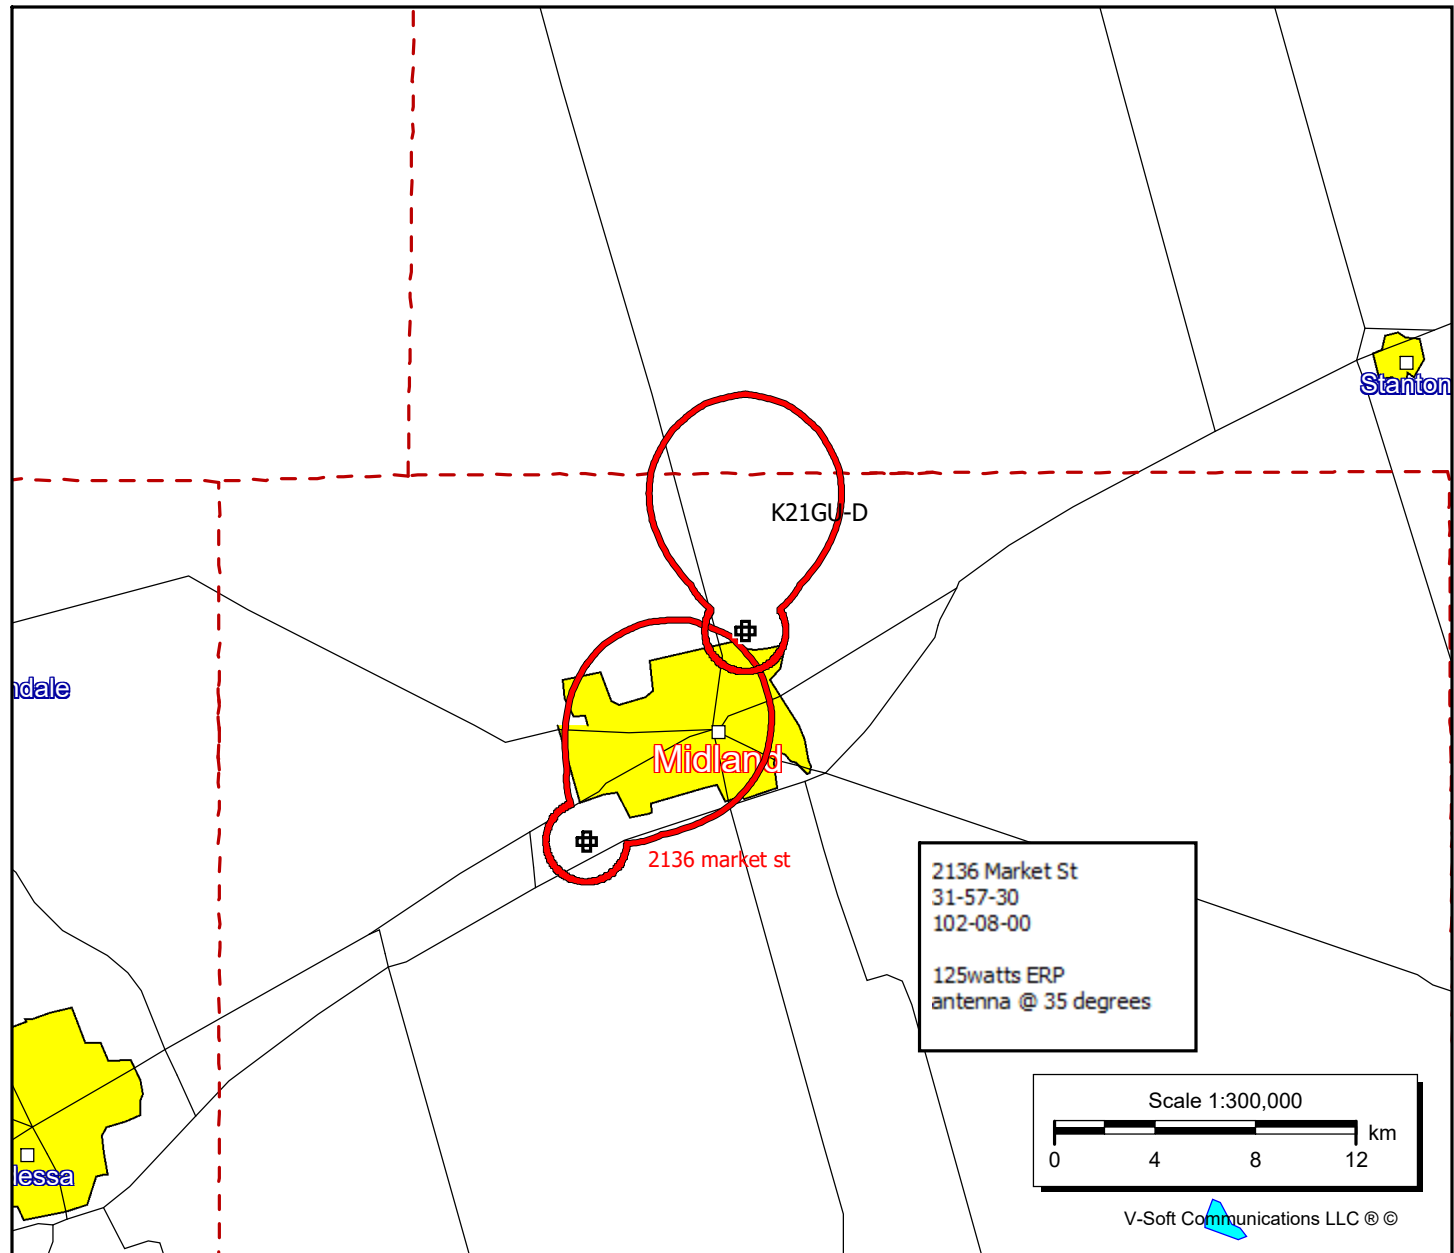 Stanton
K21GU-D
ndale
Midland
2136 market st
2136 Market St
31-57-30
102-08-00
125watts ERP
antenna @ 35 degrees
Scale 1:300,000
km
0 4 8 12
lessa
V-Soft Communications LLC ® ©